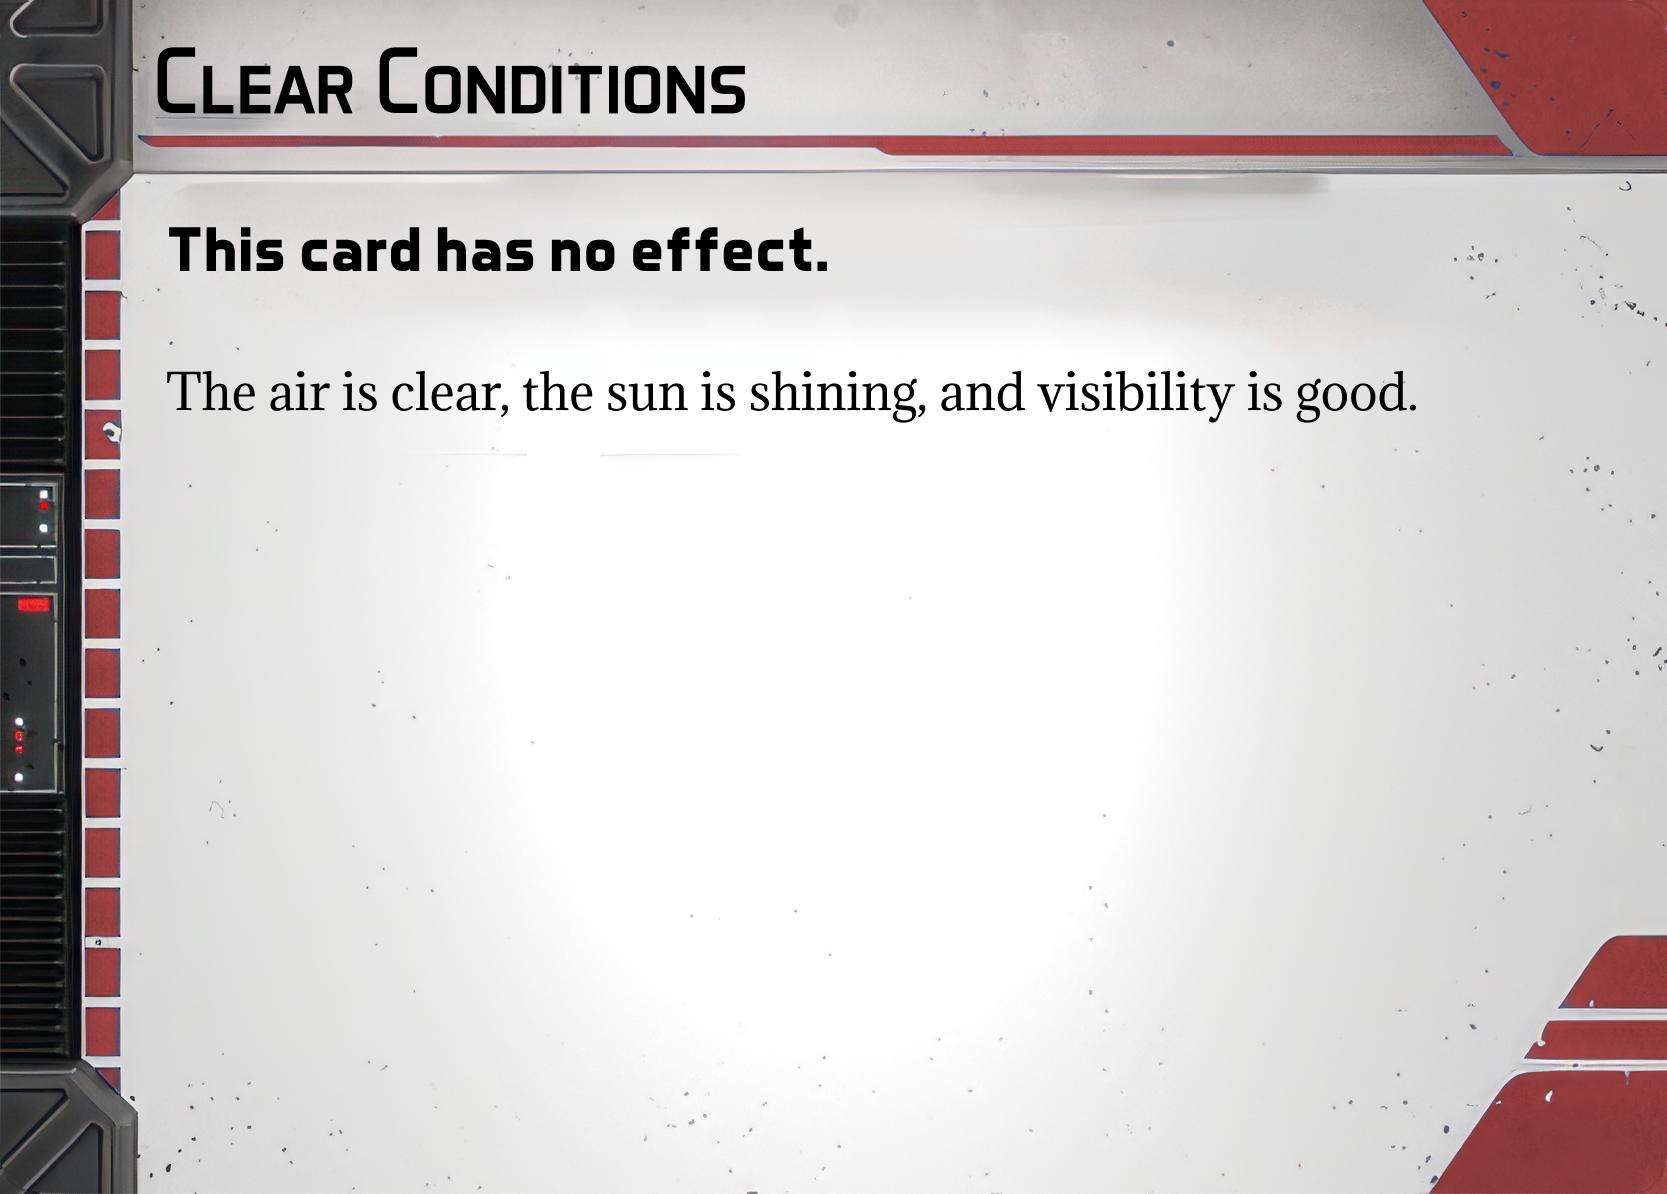 Clear Conditions
This card has no effect.
The air is clear, the sun is shining, and visibility is good.